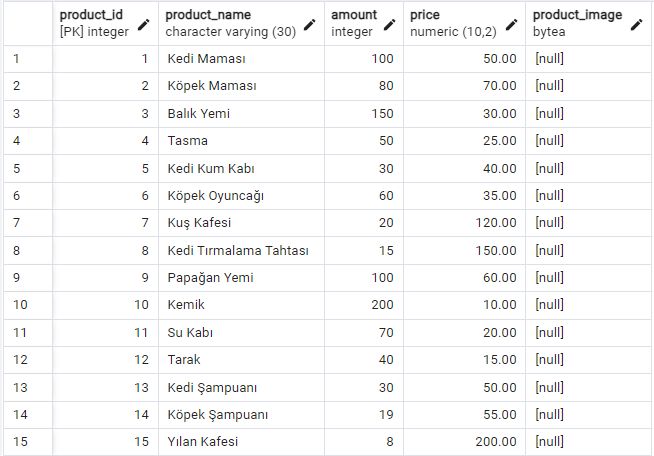 product_id product_name amount price product_image
[PK] integer character varying (30) integer numeric (10,2) bytea
1 1 Kedi Maması 100 50.00 [null]
2 2 Köpek Maması 80 70.00 [null]
3 3 Balık Yemi 150 30.00 [null]
4 4 Tasma 50 25.00 [null]
5 5 Kedi Kum Kabı 30 40.00 [null]
6 6 Köpek Oyuncağı 60 35.00 [null]
7 7 Kuş Kafesi 20 120.00 [null]
8 8 Kedi Tırmalama Tahtası 15 150.00 [null]
9 9 Papağan Yemi 100 60.00 [null]
10 10 Kemik 200 10.00 [null]
11 11 Su Kabı 70 20.00 [null]
12 12 Tarak 40 15.00 [null]
13 13 Kedi Şampuanı 30 50.00 [null]
14 14 Köpek Şampuanı 19 55.00 [null]
15 15 Yılan Kafesi 8 200.00 [null]